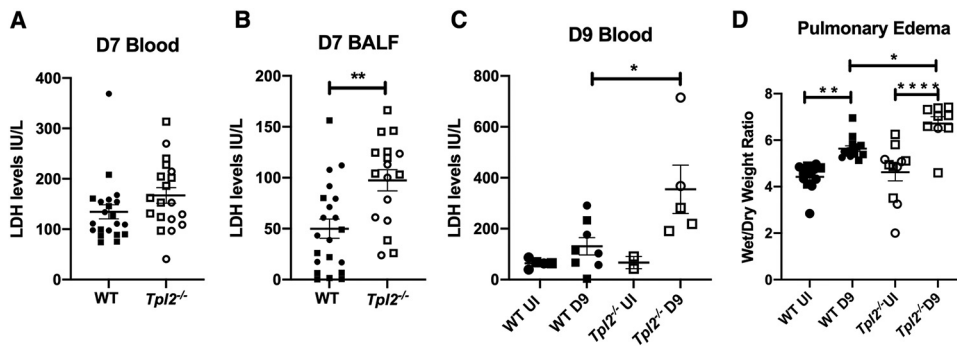 A
D7 Blood
LDH levels IU/L
400
300
200
100
0
WT
Tpl2-/-
B
D7 BALF
LDH levels IU/L
200
150
100
50
0
**
WT
Tpl2-/-
C
D9 Blood
LDH levels IU/L
800
600
400
200
0
*
WT UI
WT D9
Tpl2-/- UI
Tpl2-/- D9
D
Pulmonary Edema
Wet/Dry Weight Ratio
8
6
4
2
0
*
**
****
WT UI
WT D9
Tpl2-/- UI
Tpl2-/- D9